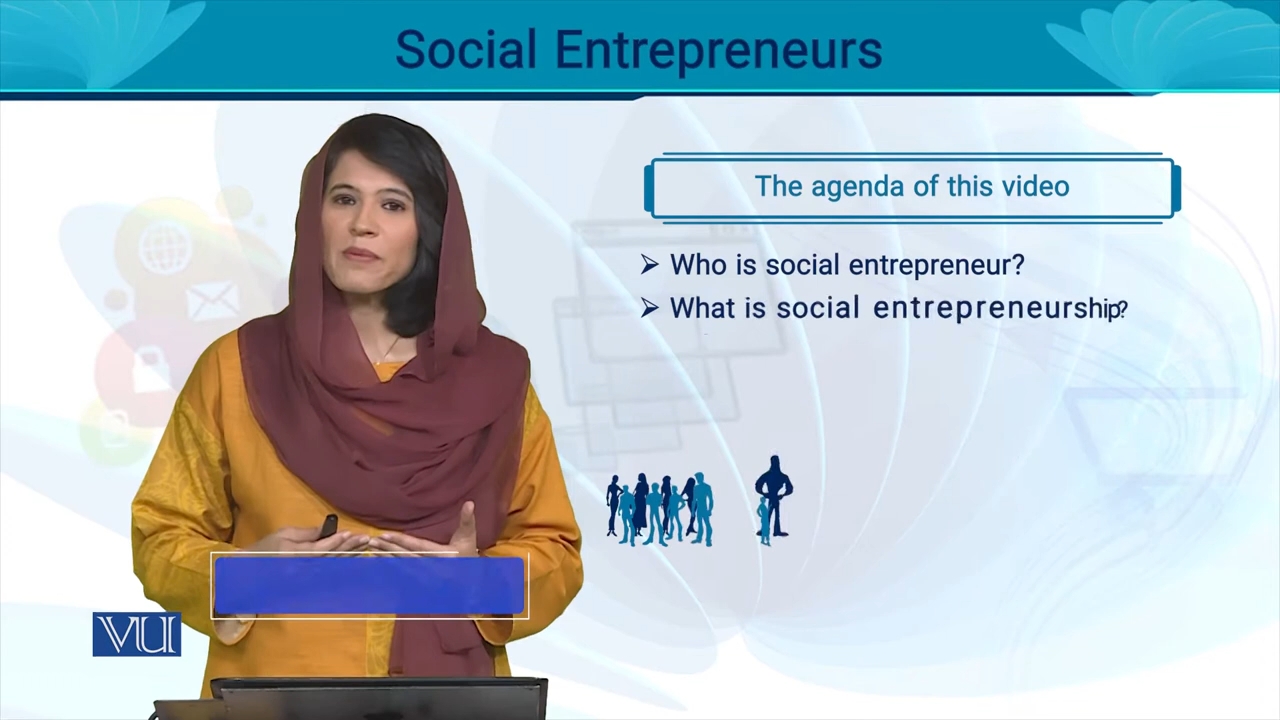 Social Entrepreneurs
The agenda of this video
➢ Who is social entrepreneur?
➢ What is social entrepreneurship?
VU